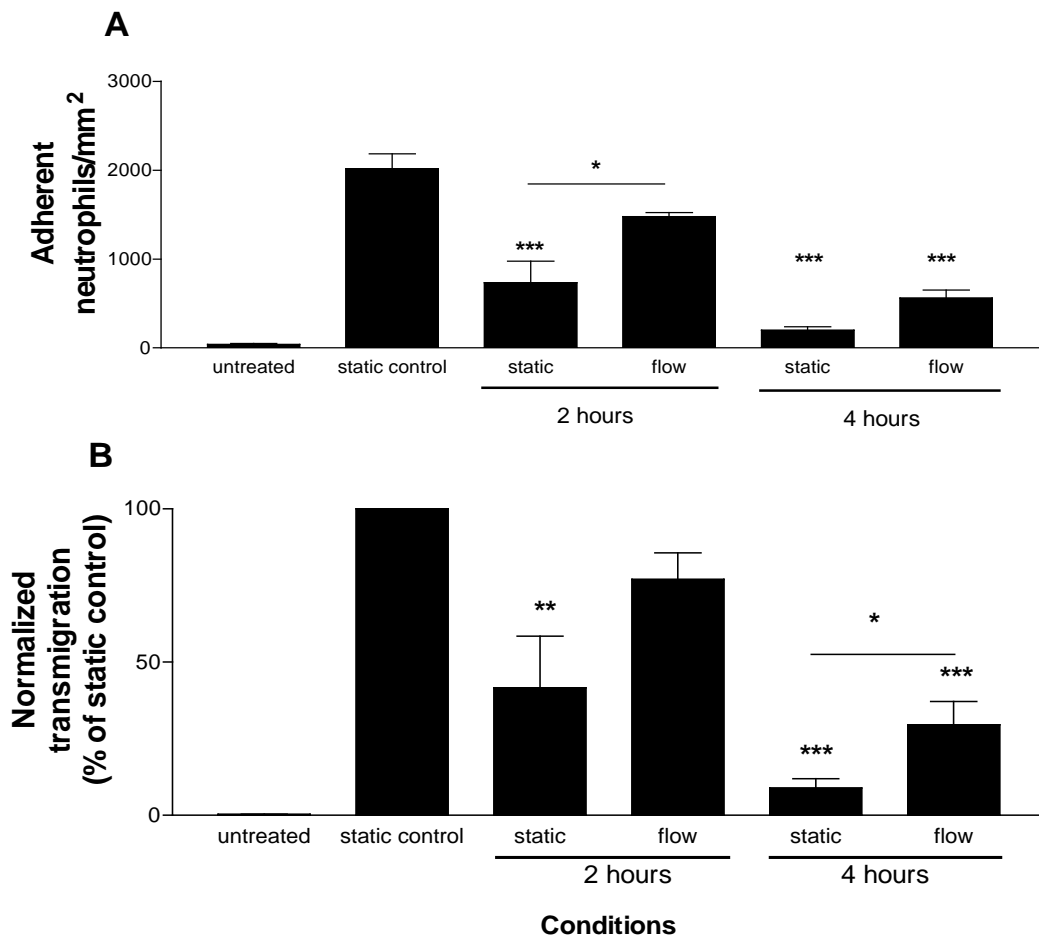 A
Adherent
neutrophils/mm²
3000
2000
1000
0
*
***
***
***
untreated
static control
static
flow
static
flow
2 hours
4 hours
B
Normalized
transmigration
(% of static control)
100
50
0
**
*
***
***
untreated
static control
static
flow
static
flow
2 hours
4 hours
Conditions